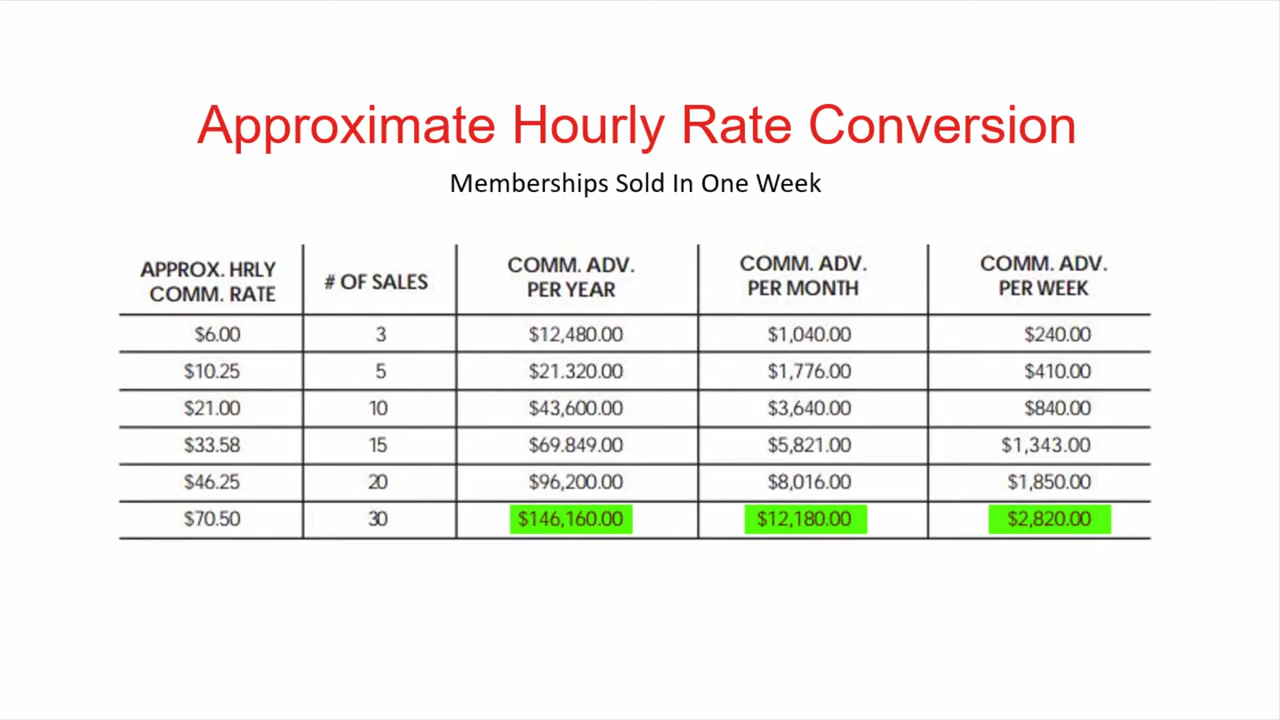 Approximate Hourly Rate Conversion
Memberships Sold In One Week
APPROX. HRLY COMM. RATE # OF SALES COMM. ADV. PER YEAR COMM. ADV. PER MONTH COMM. ADV. PER WEEK
$6.00 3 $12,480.00 $1,040.00 $240.00
$10.25 5 $21.320.00 $1,776.00 $410.00
$21.00 10 $43,600.00 $3,640.00 $840.00
$33.58 15 $69.849.00 $5,821.00 $1,343.00
$46.25 20 $96,200.00 $8,016.00 $1,850.00
$70.50 30 $146,160.00 $12,180.00 $2,820.00